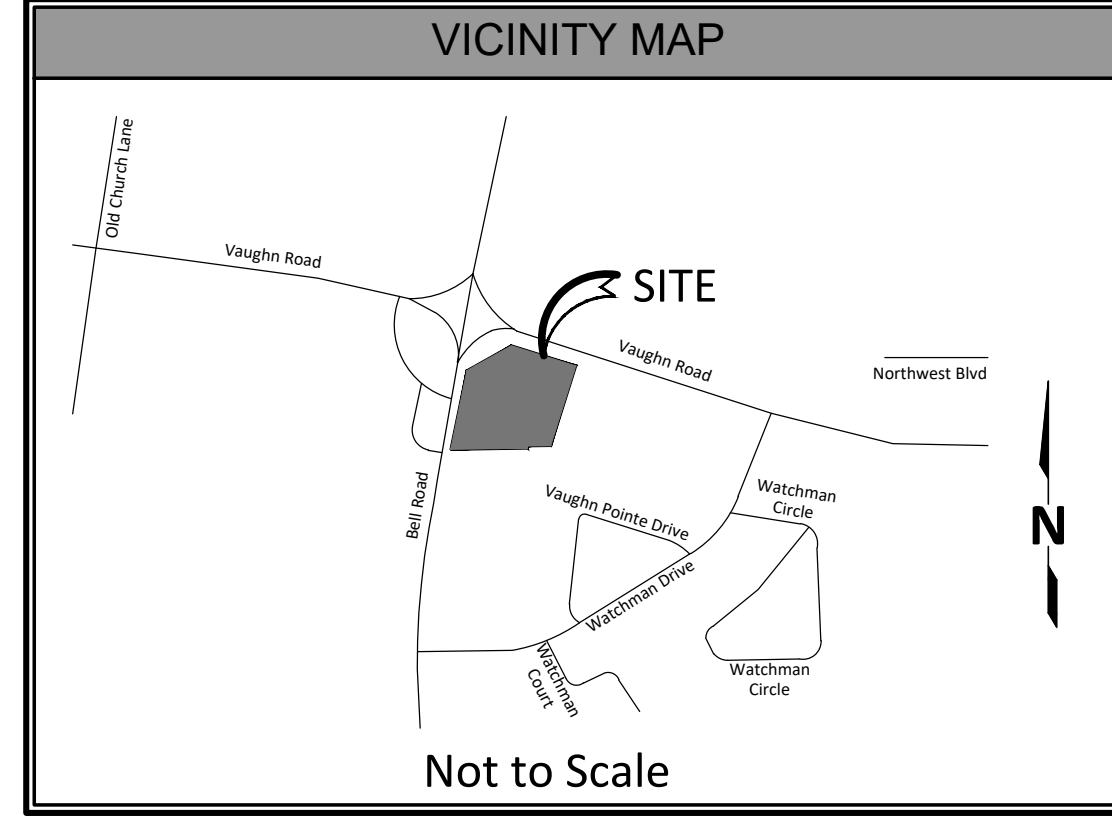 VICINITY MAP
Old Church Lane
Vaughn Road
SITE
Vaughn Road
Northwest Blvd
Bell Road
Vaughn Pointe Drive
Watchman
Circle
N
Watchman Drive
Watchman
Court
Watchman
Circle
Not to Scale